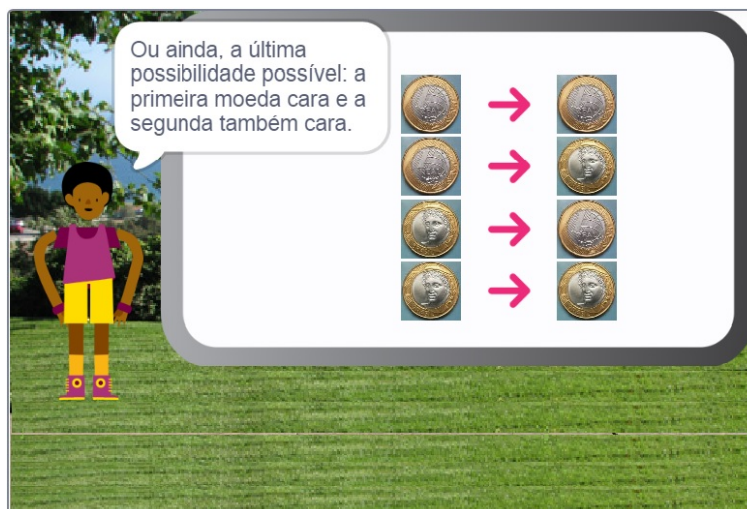 Ou ainda, a última
possibilidade possível: a
primeira moeda cara e a
segunda também cara.